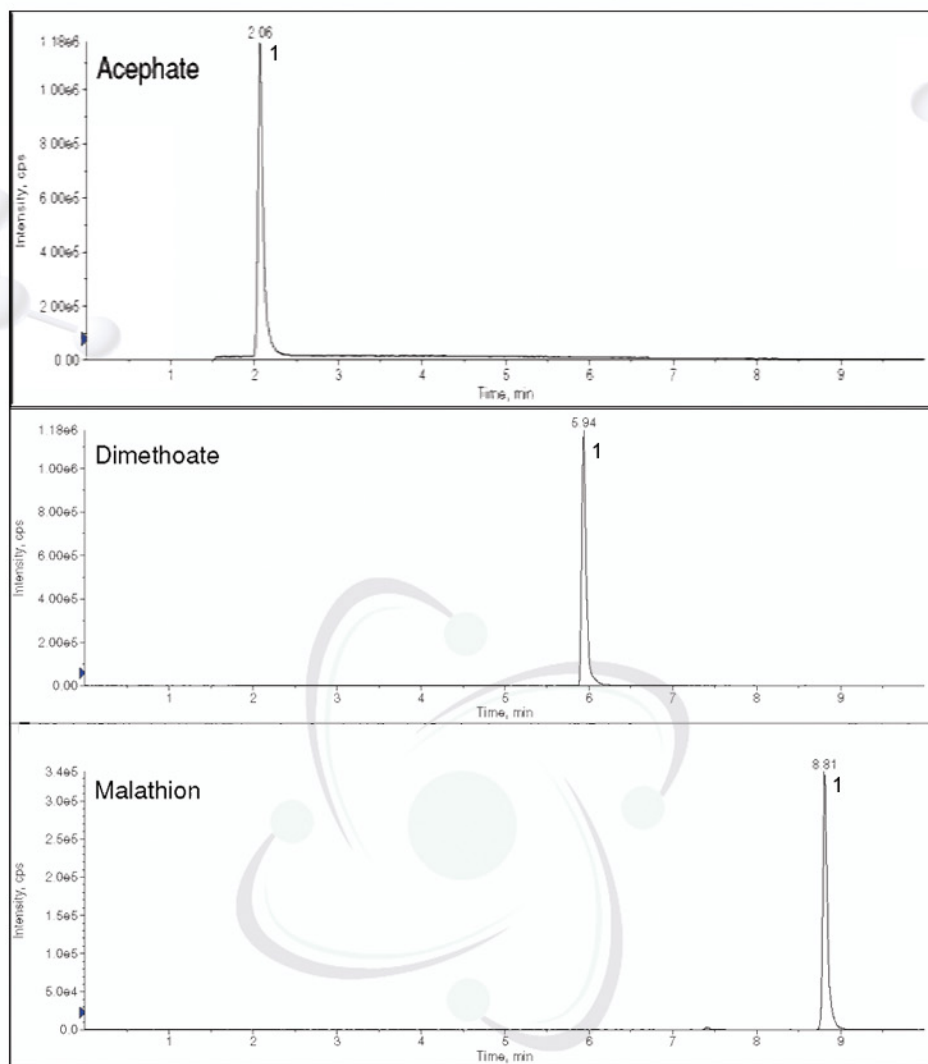 2.06
1
1.18e6
Acephate
1.00e6
8.00e5
6.00e5
4.00e5
2.00e5
0.00
Intensity, cps
1 2 3 4 5 6 7 8 9
Time, min
5.94
1
1.18e6
Dimethoate
1.00e6
8.00e5
6.00e5
4.00e5
2.00e5
0.00
Intensity, cps
1 2 3 4 5 6 7 8 9
Time, min
8.81
1
3.4e5
Malathion
3.0e5
2.5e5
2.0e5
1.5e5
1.0e5
5.0e4
0.0
Intensity, cps
1 2 3 4 5 6 7 8 9
Time, min